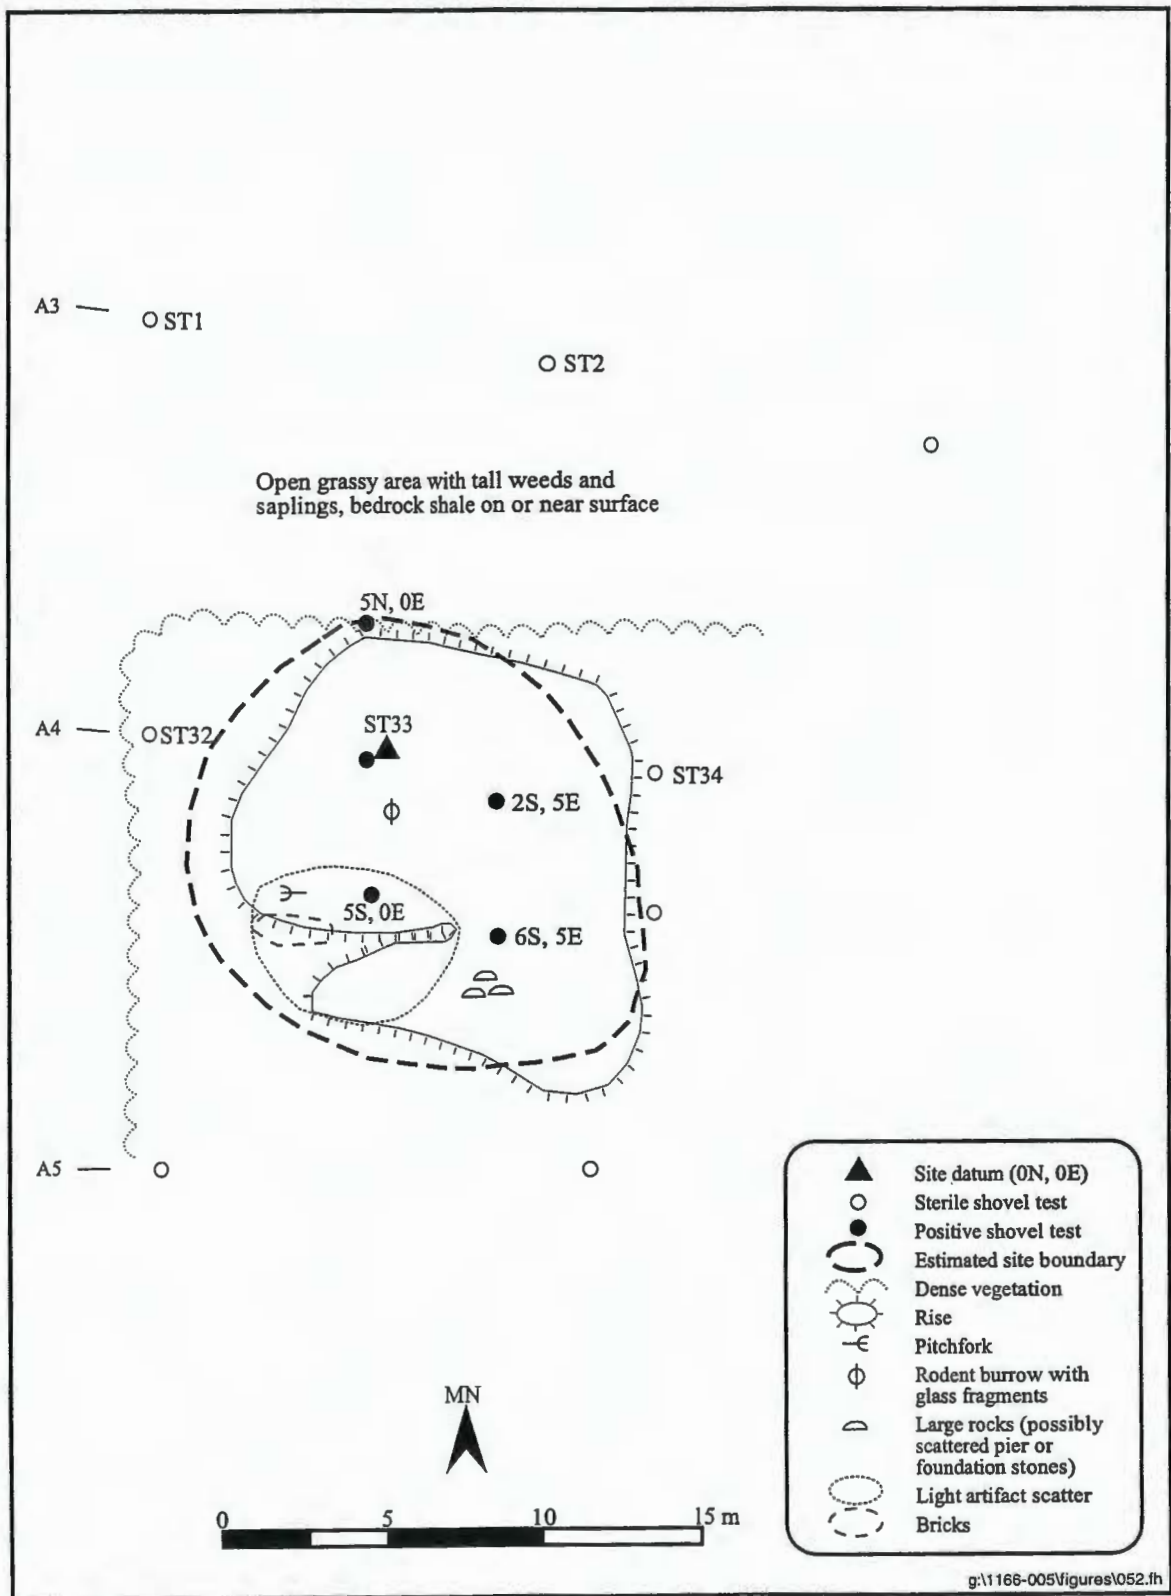 A3
ST1
ST2
Open grassy area with tall weeds and
saplings, bedrock shale on or near surface
5N, 0E
A4
ST32
ST33
ST34
2S, 5E
5S, 0E
6S, 5E
A5
Site datum (0N, 0E)
Sterile shovel test
Positive shovel test
Estimated site boundary
Dense vegetation
Rise
Pitchfork
Rodent burrow with
glass fragments
Large rocks (possibly
scattered pier or
foundation stones)
Light artifact scatter
Bricks
MN
0 5 10 15 m
g:\1166-005\figures\052.fh